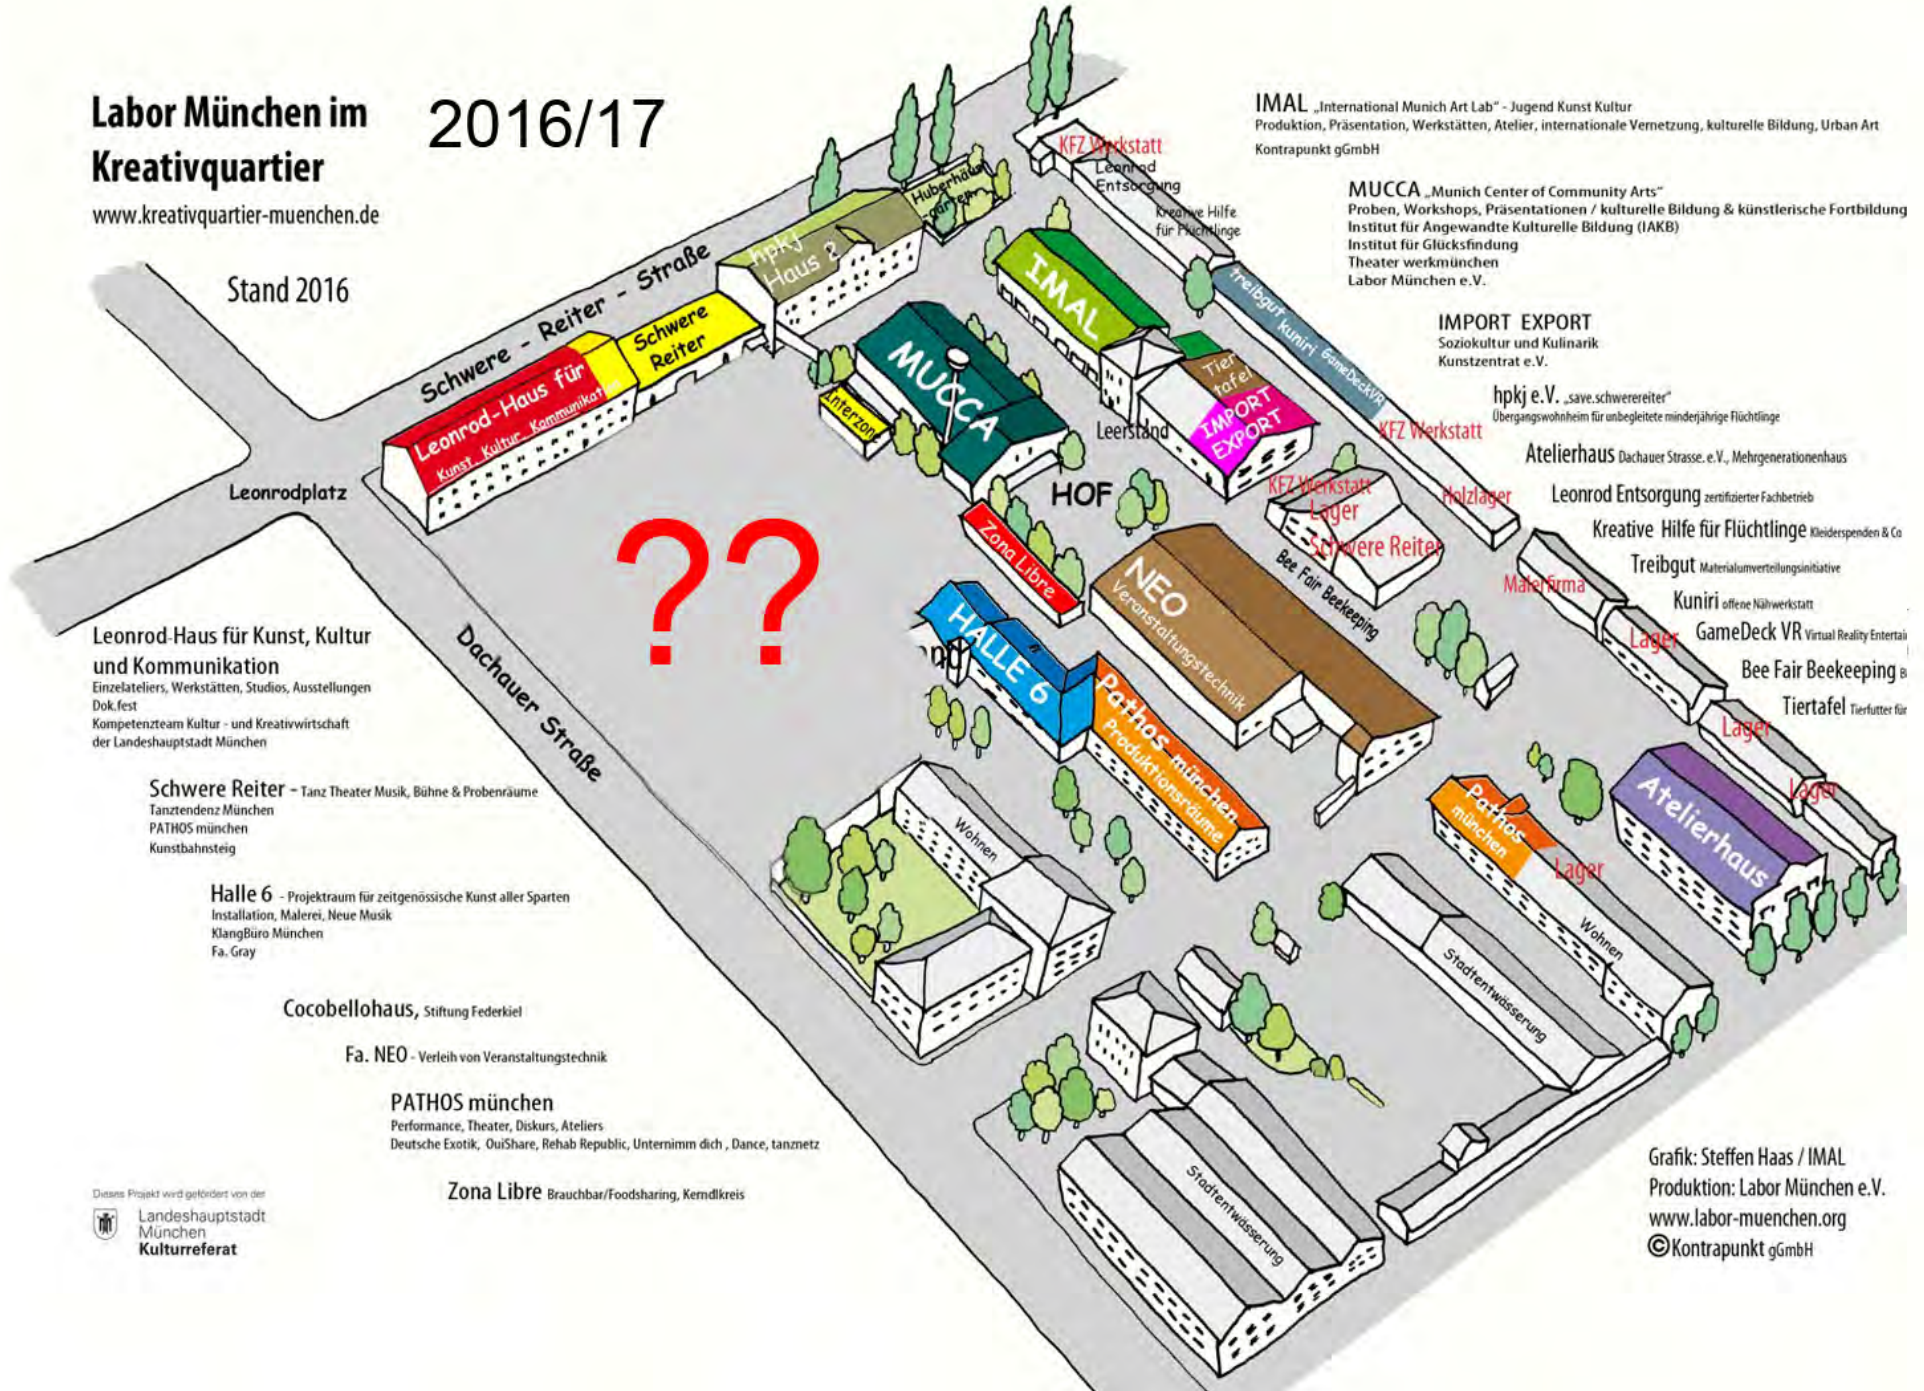 Labor München im
Kreativquartier
www.kreativquartier-muenchen.de
Stand 2016
2016/17
IMAL „International Munich Art Lab“ - Jugend Kunst Kultur
Produktion, Präsentation, Werkstätten, Atelier, internationale Vernetzung, kulturelle Bildung, Urban Art
Kontrapunkt gGmbH
MUCCA „Munich Center of Community Arts“
Proben, Workshops, Präsentationen / kulturelle Bildung & künstlerische Fortbildung
Institut für Angewandte Kulturelle Bildung (IAKB)
Institut für Glücksfindung
Theater werkmünchen
Labor München e.V.
IMPORT EXPORT
Soziokultur und Kulinarik
Kunstzentrat e.V.
hpkj e.V. „save.schwerereiter“
Übergangswohnheim für unbegleitete minderjährige Flüchtlinge
Atelierhaus Dachauer Strasse. e.V., Mehrgenerationenhaus
Leonrod Entsorgung zertifizierter Fachbetrieb
Kreative Hilfe für Flüchtlinge Kleiderspenden & Co
Treibgut Materialumverteilungsinitiative
Kuniri offene Nähwerkstatt
GameDeck VR Virtual Reality
Bee Fair Beekeeping
Tiertafel Tierfutter für
KFZ Werkstatt
Leonrod
Entsorgung
Kreative Hilfe
für Flüchtlinge
treibgut kuniri GameDeckVR
KFZ Werkstatt
Holzlager
Malerfirma
Lager
Lager
Lager
Schwere - Reiter - Straße
hpkj
Haus 2
Schwere
Reiter
Leonrod-Haus für
Kunst Kultur
Leonrodplatz
Interzone
MUCCA
IMAL
Tier
tafel
IMPORT
EXPORT
Leerstand
HOF
KFZ Werkstatt
Lager
Schwere Reiter
Bee Fair Beekeeping
Zona Libre
NEO
Veranstaltungstechnik
??
HALLE 6
Pathos münchen
Produktionsräume
Dachauer Straße
Wohnen
Pathos
münchen
Lager
Atelierhaus
Wohnen
Stadtentwässerung
Stadtentwässerung
Leonrod-Haus für Kunst, Kultur
und Kommunikation
Einzelateliers, Werkstätten, Studios, Ausstellungen
Dok.fest
Kompetenzteam Kultur - und Kreativwirtschaft
der Landeshauptstadt München
Schwere Reiter - Tanz Theater Musik, Bühne & Probenräume
Tanztendenz München
PATHOS münchen
Kunstbahnsteig
Halle 6 - Projektraum für zeitgenössische Kunst aller Sparten
Installation, Malerei, Neue Musik
KlangBüro München
Fa. Gray
Cocobellohaus, Stiftung Federkiel
Fa. NEO - Verleih von Veranstaltungstechnik
PATHOS münchen
Performance, Theater, Diskurs, Ateliers
Deutsche Exotik, OuiShare, Rehab Republic, Unternimm dich , Dance, tanznetz
Zona Libre Brauchbar/Foodsharing, Kerndlkreis
Dieses Projekt wird gefördert von der
Landeshauptstadt
München
Kulturreferat
Grafik: Steffen Haas / IMAL
Produktion: Labor München e.V.
www.labor-muenchen.org
©Kontrapunkt gGmbH